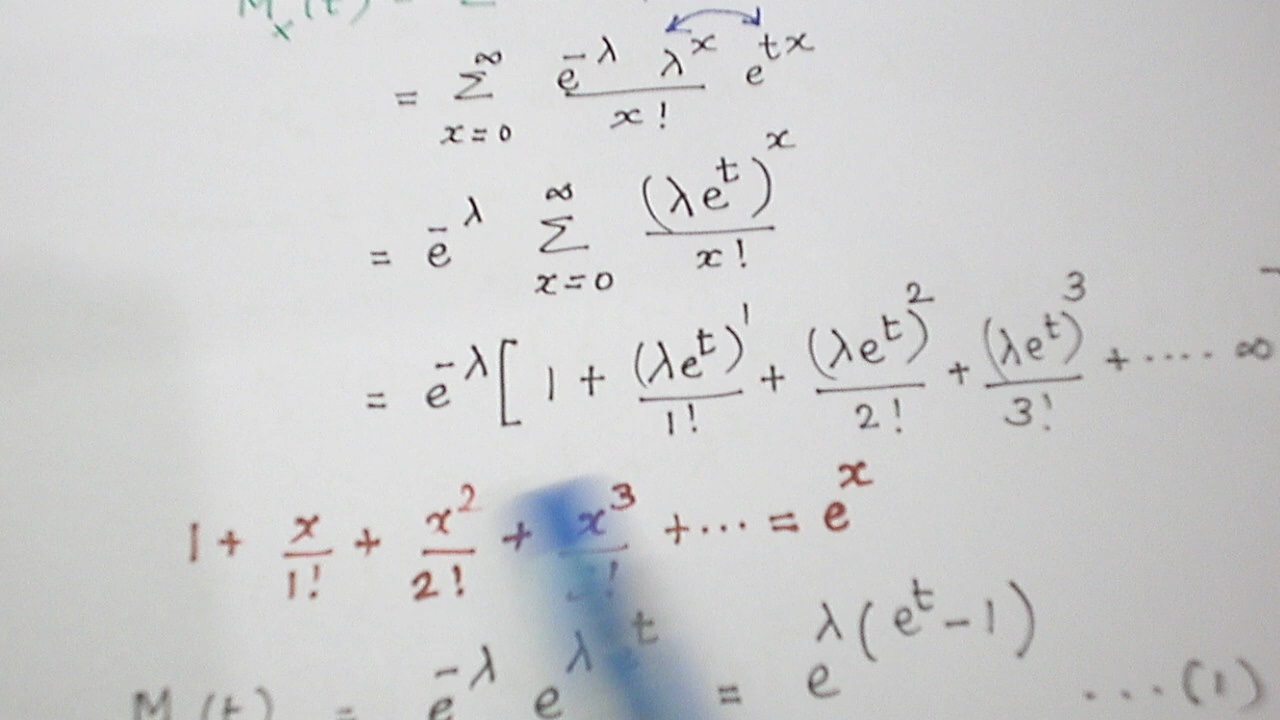 M_x(t) =
= Σ_{x=0}^{∞} (e^{-λ} λ^x / x!) e^{tx}
= e^{-λ} Σ_{x=0}^{∞} (λe^t)^x / x!
= e^{-λ} [ 1 + (λe^t)^1 / 1! + (λe^t)^2 / 2! + (λe^t)^3 / 3! + .... ∞
1 + x/1! + x^2/2! + x^3/ ! + ... = e^x
M (t) = e^{-λ} e^{λ t} = e^{λ(e^t - 1)} ...(1)